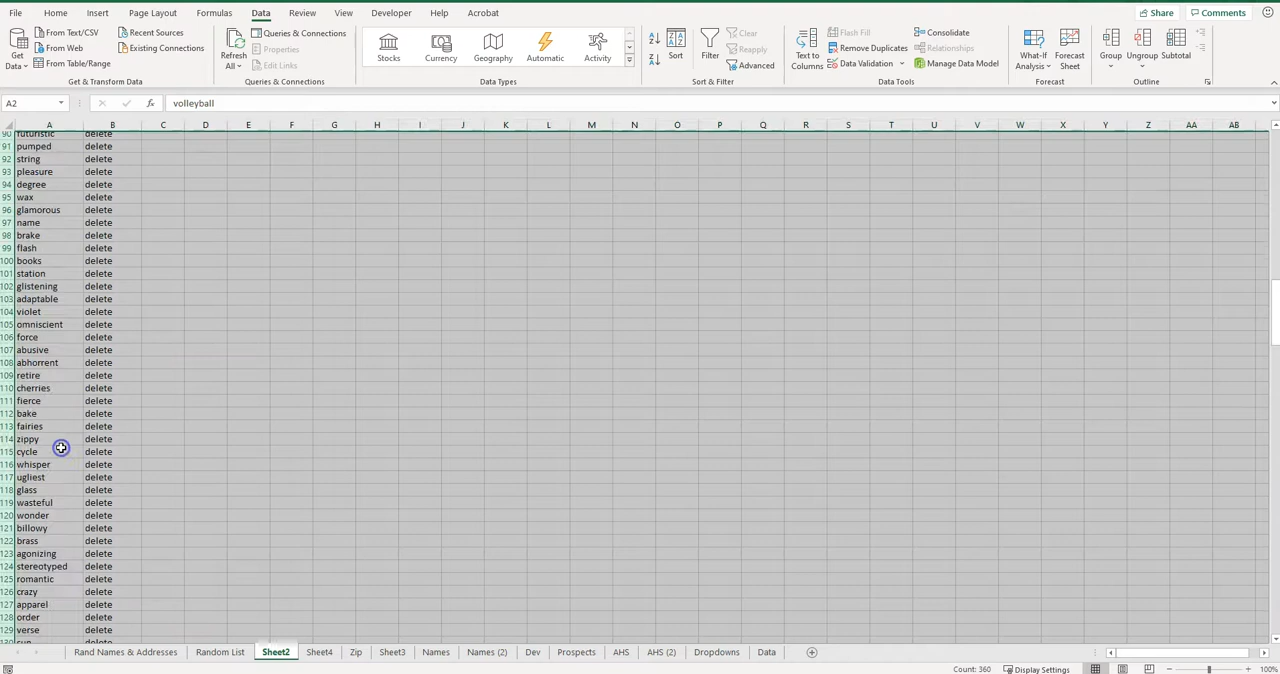 File Home Insert Page Layout Formulas Data Review View Developer Help Acrobat Share Comments
Get Data From Text/CSV From Web From Table/Range Recent Sources Existing Connections
Get & Transform Data
Refresh All Queries & Connections Properties Edit Links
Queries & Connections
Stocks Currency Geography Automatic Activity
Data Types
Sort Filter Clear Reapply Advanced
Sort & Filter
Text to Columns Flash Fill Remove Duplicates Data Validation Consolidate Relationships Manage Data Model
Data Tools
What-If Analysis Forecast Sheet
Forecast
Group Ungroup Subtotal
Outline
A2 fx volleyball
A B C D E F G H I J K L M N O P Q R S T U V W X Y Z AA AB
90 futuristic delete
91 pumped delete
92 string delete
93 pleasure delete
94 degree delete
95 wax delete
96 glamorous delete
97 name delete
98 brake delete
99 flash delete
100 books delete
101 station delete
102 glistening delete
103 adaptable delete
104 violet delete
105 omniscient delete
106 force delete
107 abusive delete
108 abhorrent delete
109 retire delete
110 cherries delete
111 fierce delete
112 bake delete
113 fairies delete
114 zippy delete
115 cycle delete
116 whisper delete
117 ugliest delete
118 glass delete
119 wasteful delete
120 wonder delete
121 billowy delete
122 brass delete
123 agonizing delete
124 stereotyped delete
125 romantic delete
126 crazy delete
127 apparel delete
128 order delete
129 verse delete
Rand Names & Addresses Random List Sheet2 Sheet4 Zip Sheet3 Names Names (2) Dev Prospects AHS AHS (2) Dropdowns Data
Count: 360 Display Settings 100%